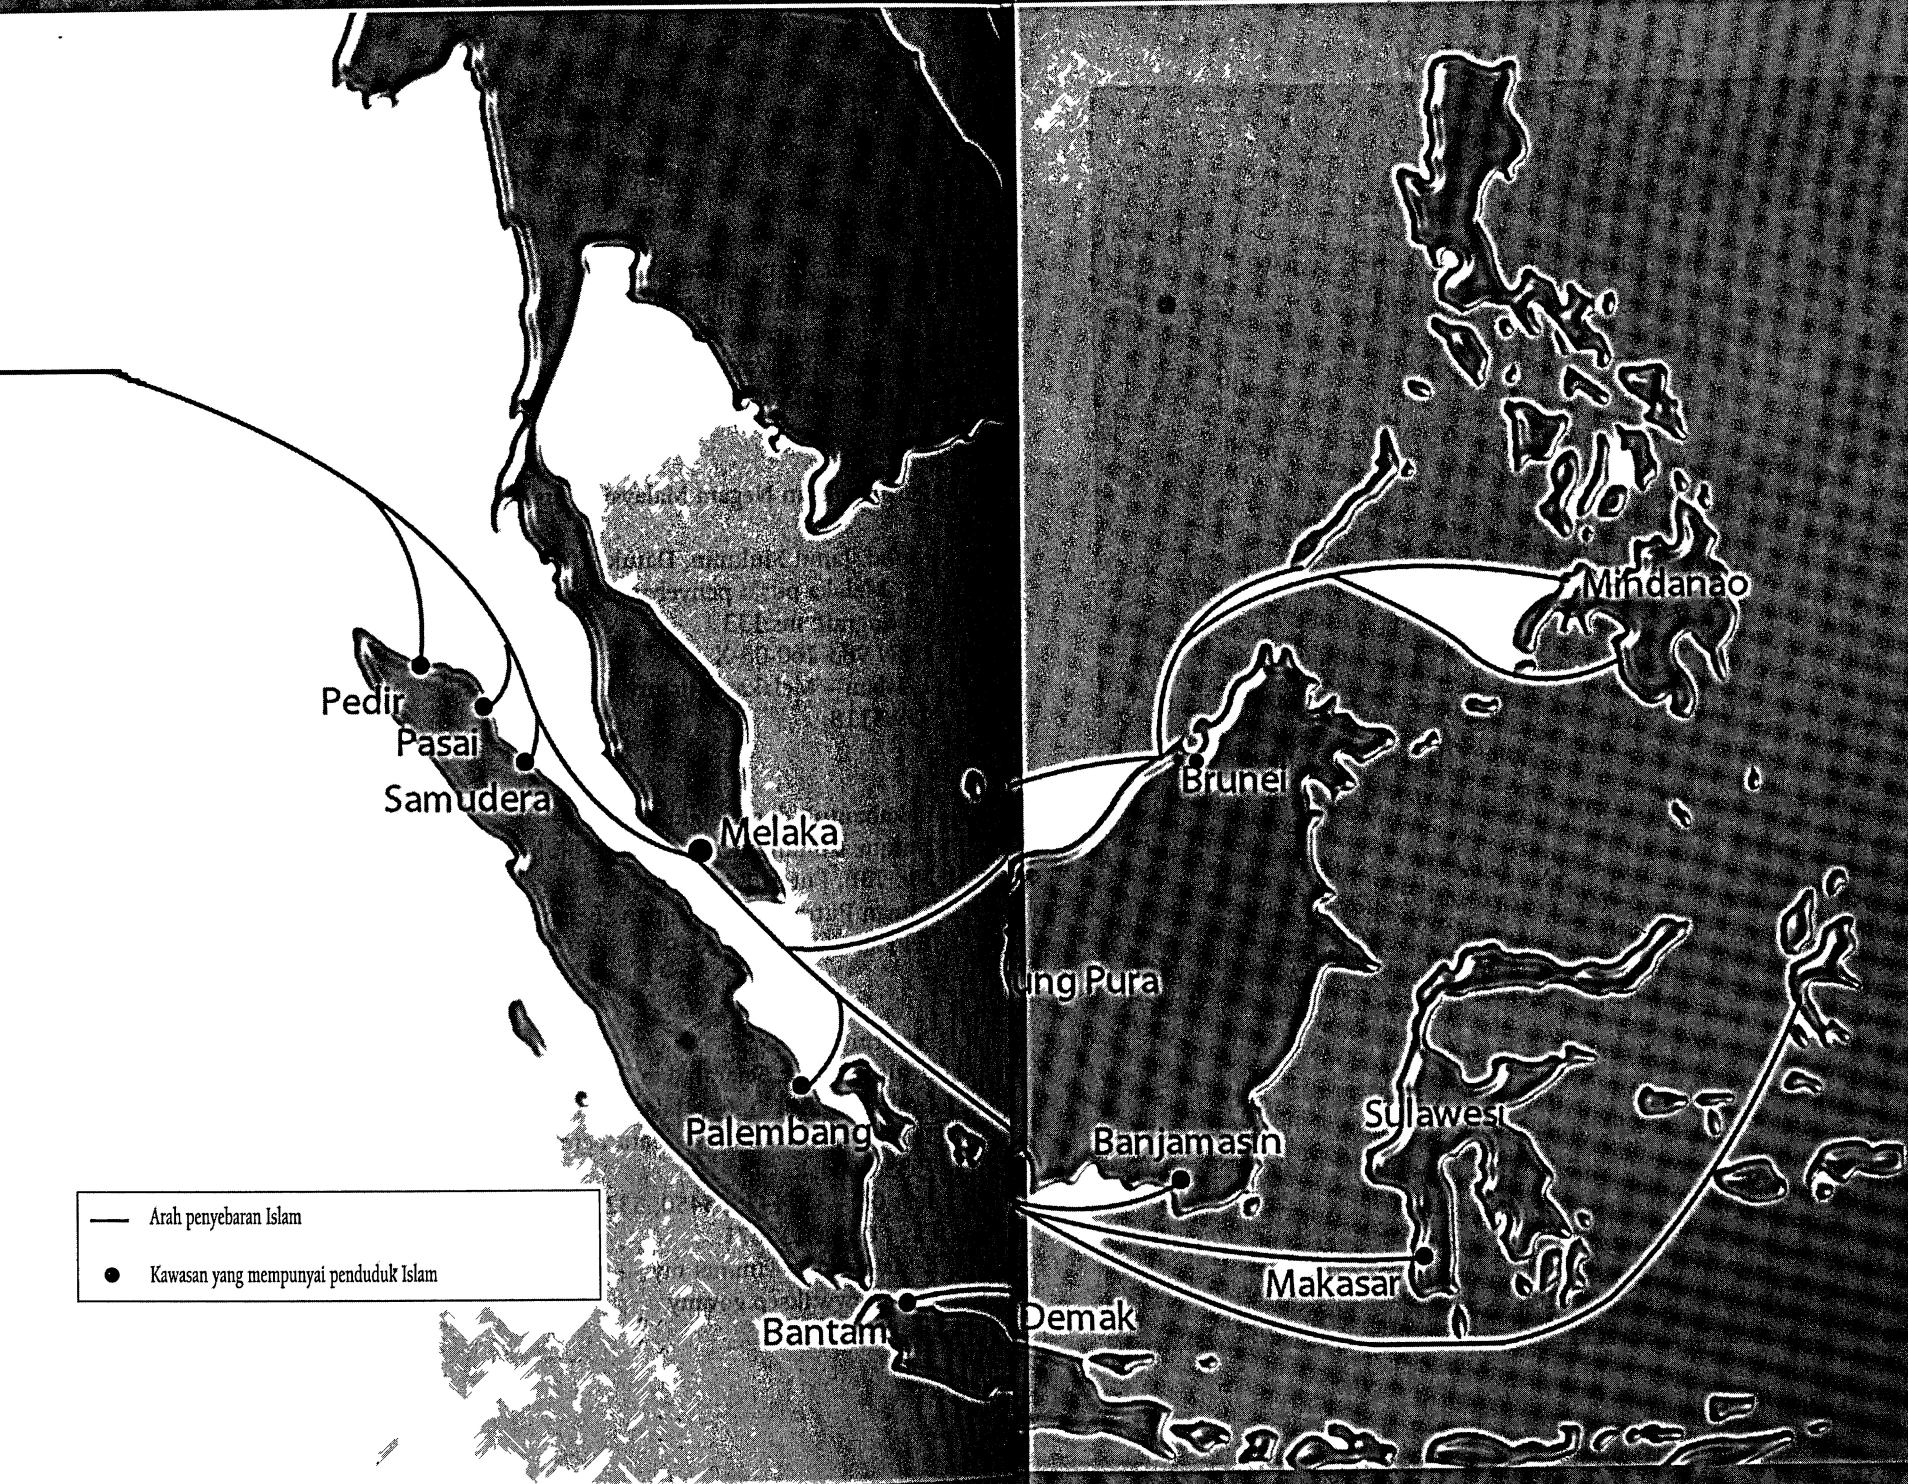 Mindanao
Pedir
Pasai
Samudera
Brunei
Melaka
ung Pura
Palembang
Banjamasin
Sulawesi
Arah penyebaran Islam
Kawasan yang mempunyai penduduk Islam
Makasar
Bantam
Demak